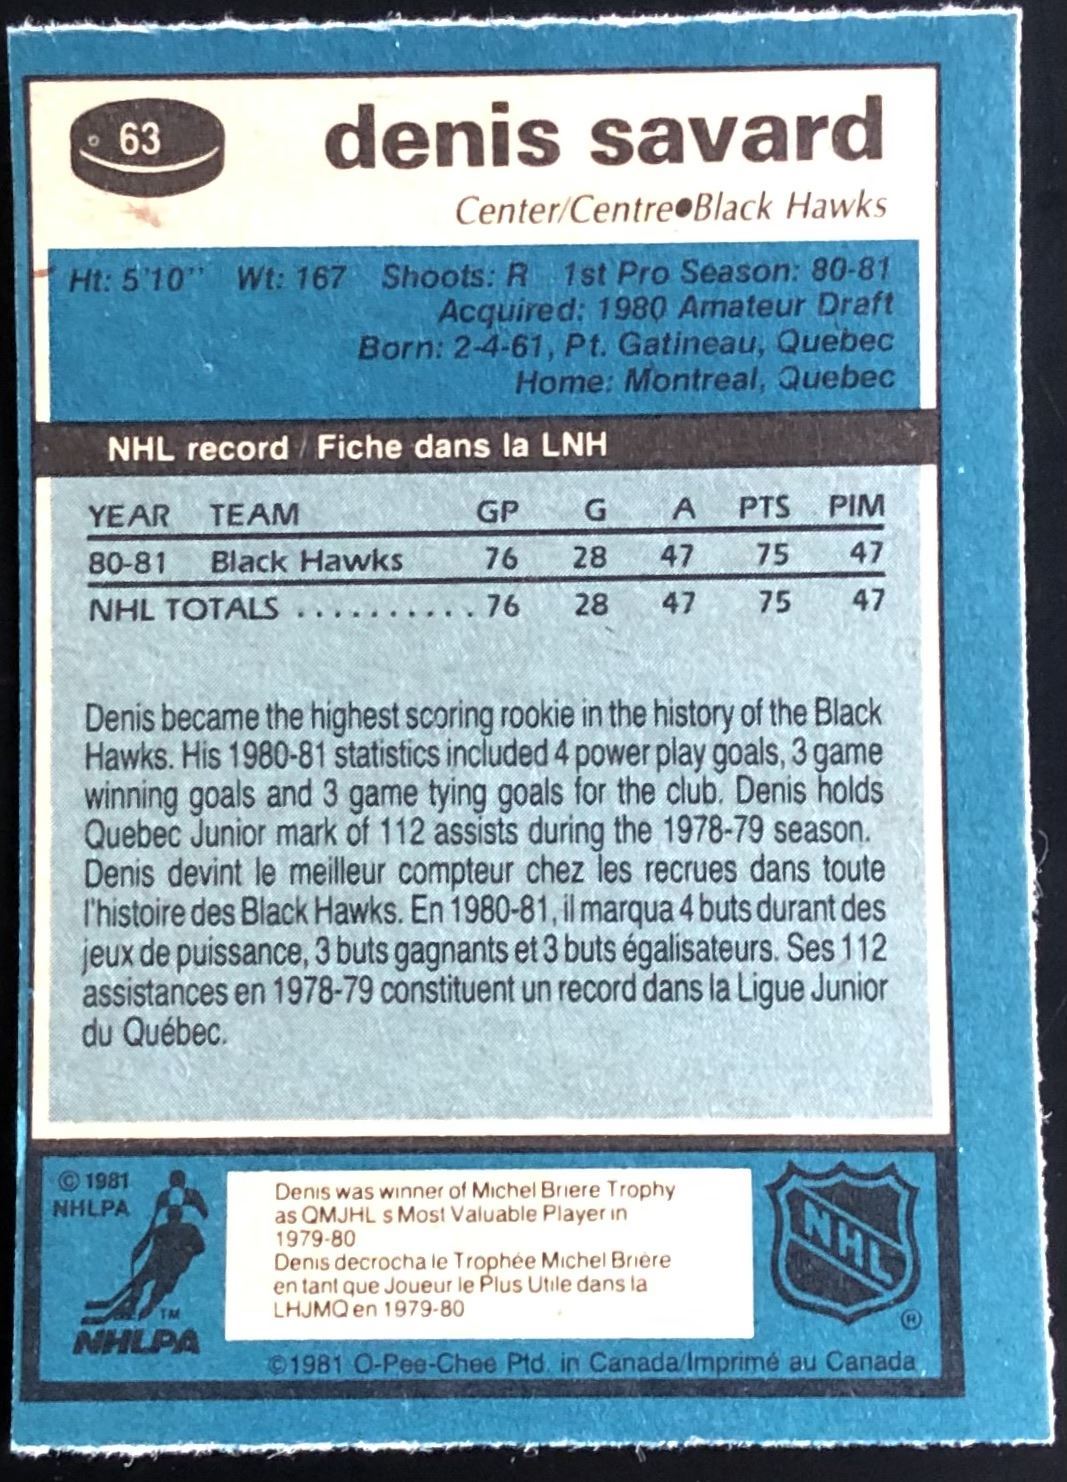 63
denis savard
Center/Centre●Black Hawks
Ht: 5'10" Wt: 167 Shoots: R 1st Pro Season: 80-81
Acquired: 1980 Amateur Draft
Born: 2-4-61, Pt. Gatineau, Quebec
Home: Montreal, Quebec
NHL record / Fiche dans la LNH
YEAR TEAM GP G A PTS PIM
80-81 Black Hawks 76 28 47 75 47
NHL TOTALS .......... 76 28 47 75 47
Denis became the highest scoring rookie in the history of the Black
Hawks. His 1980-81 statistics included 4 power play goals, 3 game
winning goals and 3 game tying goals for the club. Denis holds
Quebec Junior mark of 112 assists during the 1978-79 season.
Denis devint le meilleur compteur chez les recrues dans toute
l'histoire des Black Hawks. En 1980-81, il marqua 4 buts durant des
jeux de puissance, 3 buts gagnants et 3 buts égalisateurs. Ses 112
assistances en 1978-79 constituent un record dans la Ligue Junior
du Québec.
© 1981
NHLPA
TM
NHLPA
Denis was winner of Michel Briere Trophy
as QMJHL s Most Valuable Player in
1979-80
Denis decrocha le Trophée Michel Brière
en tant que Joueur le Plus Utile dans la
LHJMQ en 1979-80
NHL
®
©1981 O-Pee-Chee Ptd. in Canada/Imprimé au Canada